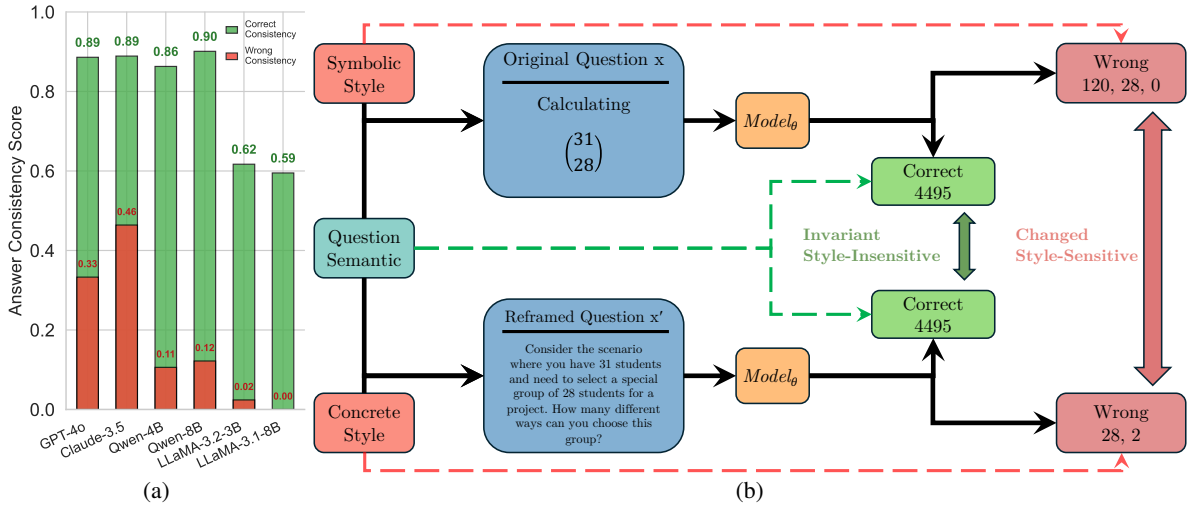 Answer Consistency Score
1.0
0.8
0.6
0.4
0.2
0.0
Correct
Consistency
Wrong
Consistency
0.89
0.89
0.86
0.90
0.62
0.59
0.33
0.46
0.11
0.12
0.02
0.00
GPT-4o
Claude-3.5
Qwen-4B
Qwen-8B
LLaMA-3.2-3B
LLaMA-3.1-8B
(a)
Symbolic
Style
Question
Semantic
Concrete
Style
Original Question x
Calculating
(31
28)
Reframed Question x′
Consider the scenario
where you have 31 students
and need to select a special
group of 28 students for a
project. How many different
ways can you choose this
group?
Modelθ
Modelθ
Correct
4495
Invariant
Style-Insensitive
Correct
4495
Wrong
120, 28, 0
Changed
Style-Sensitive
Wrong
28, 2
(b)